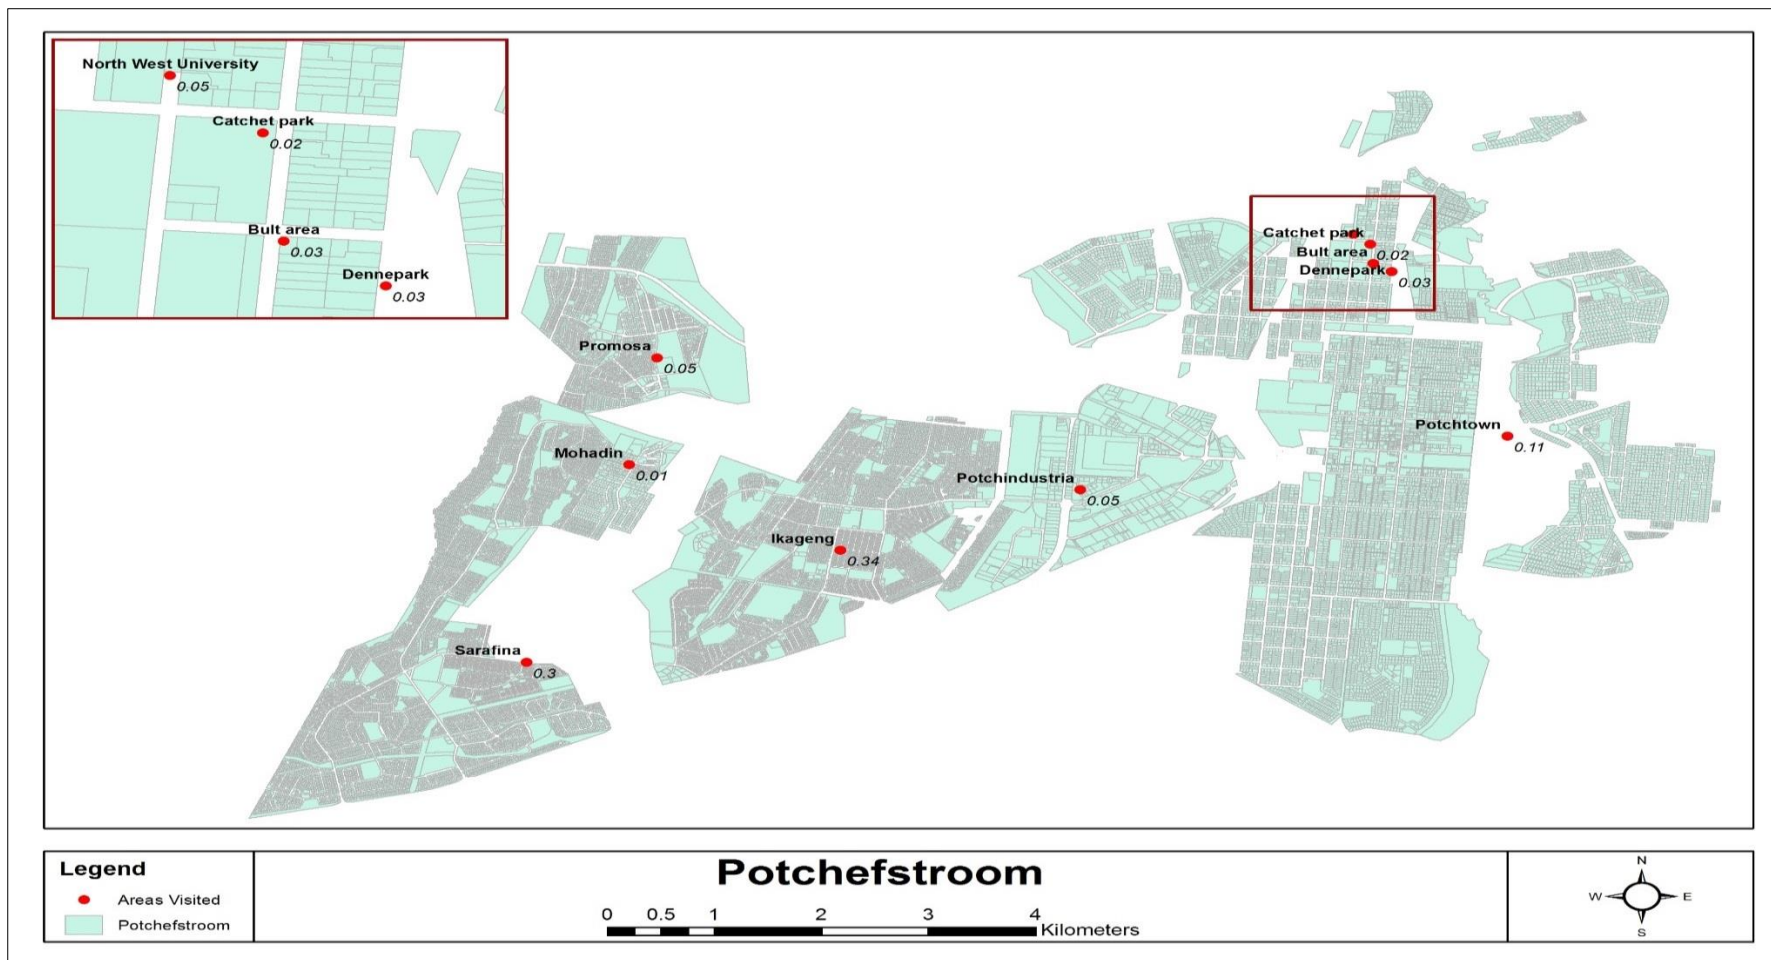 North West University
0.05
Catchet park
0.02
Bult area
0.03
Dennepark
0.03
Catchet park
0.02
Bult area
Dennepark
0.03
Promosa
0.05
Mohadin
0.01
Potchtown
0.11
Potchindustria
0.05
Ikageng
0.34
Sarafina
0.3
Legend
Areas Visited
Potchefstroom
Potchefstroom
0 0.5 1 2 3 4
Kilometers
N
W E
S